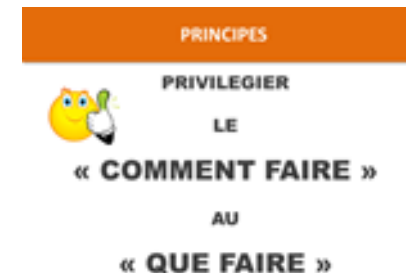 PRINCIPES
PRIVILEGIER
LE
« COMMENT FAIRE »
AU
« QUE FAIRE »